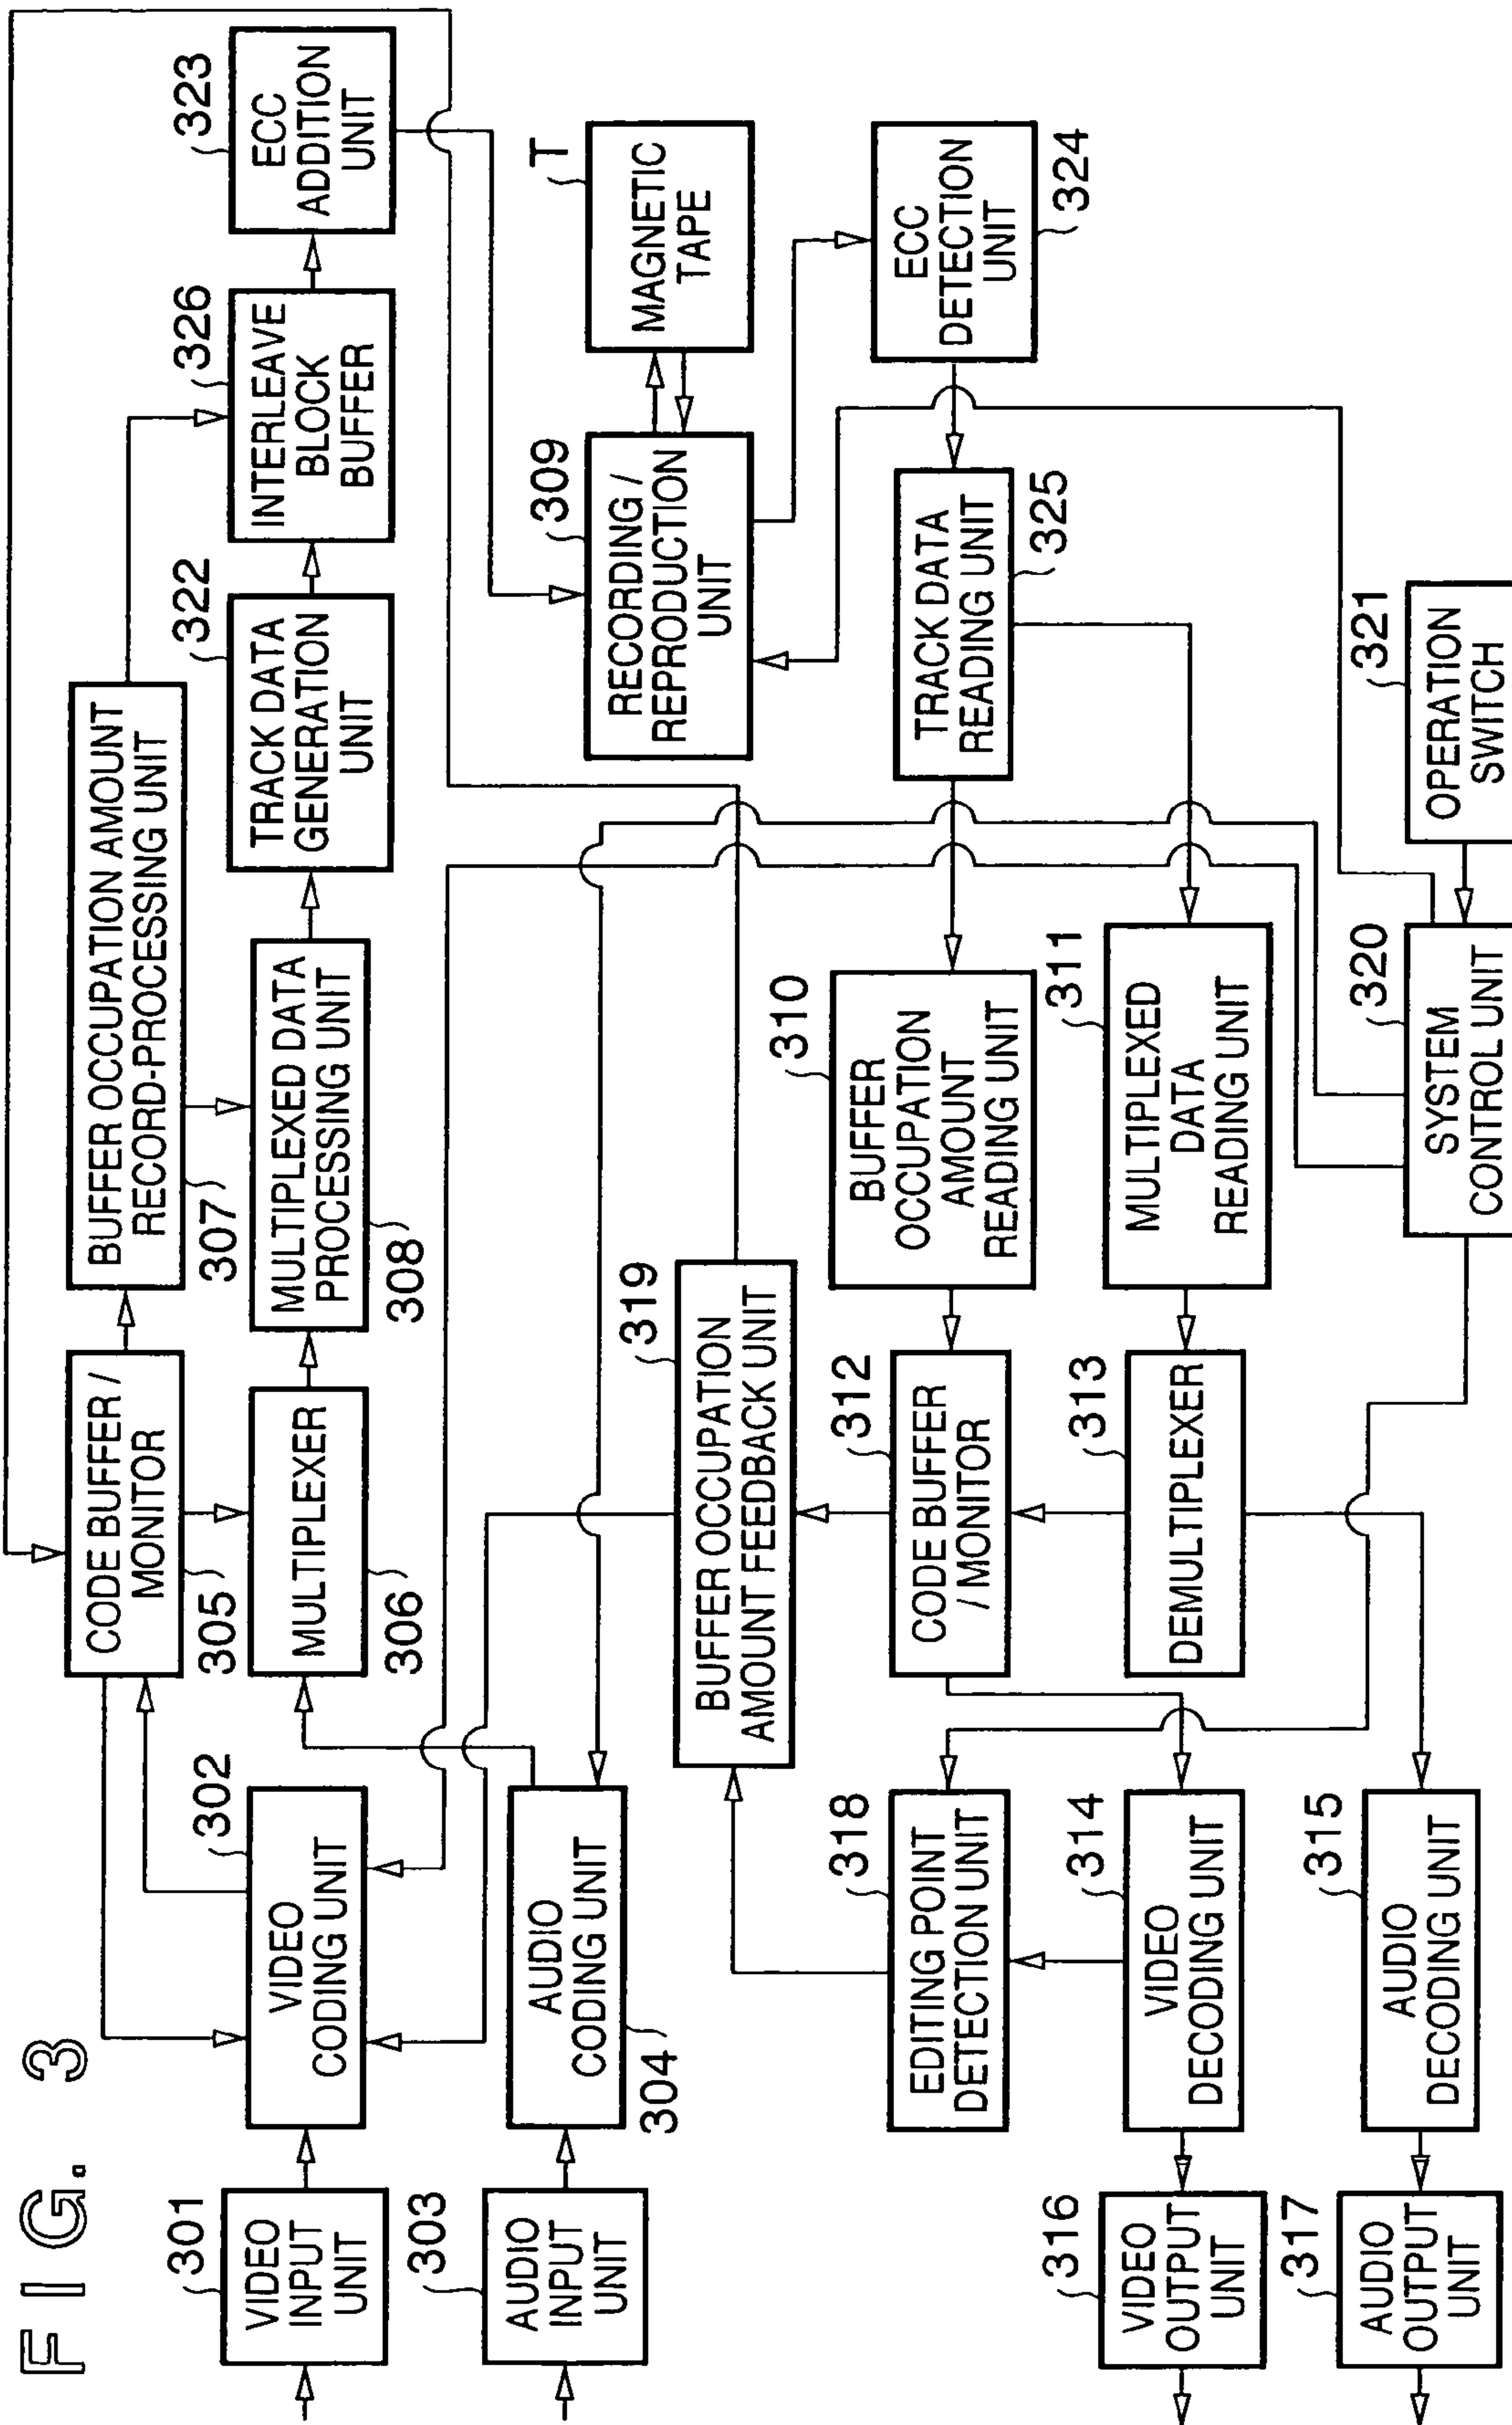 FIG. 3
301
VIDEO
INPUT
UNIT
302
VIDEO
CODING UNIT
303
AUDIO
INPUT
UNIT
304
AUDIO
CODING UNIT
CODE BUFFER /
MONITOR
305
MULTIPLEXER
306
BUFFER OCCUPATION AMOUNT
RECORD-PROCESSING UNIT
307
MULTIPLEXED DATA
PROCESSING UNIT
308
322
TRACK DATA
GENERATION
UNIT
326
INTERLEAVE
BLOCK
BUFFER
323
ECC
ADDITION
UNIT
309
RECORDING /
REPRODUCTION
UNIT
T
MAGNETIC
TAPE
ECC
DETECTION
UNIT
324
TRACK DATA
READING UNIT
325
319
BUFFER OCCUPATION
AMOUNT FEEDBACK UNIT
310
BUFFER
OCCUPATION
AMOUNT
READING UNIT
311
MULTIPLEXED
DATA
READING UNIT
312
CODE BUFFER
/ MONITOR
313
DEMULTIPLEXER
318
EDITING POINT
DETECTION UNIT
314
VIDEO
DECODING UNIT
315
AUDIO
DECODING UNIT
316
VIDEO
OUTPUT
UNIT
317
AUDIO
OUTPUT
UNIT
320
SYSTEM
CONTROL UNIT
321
OPERATION
SWITCH